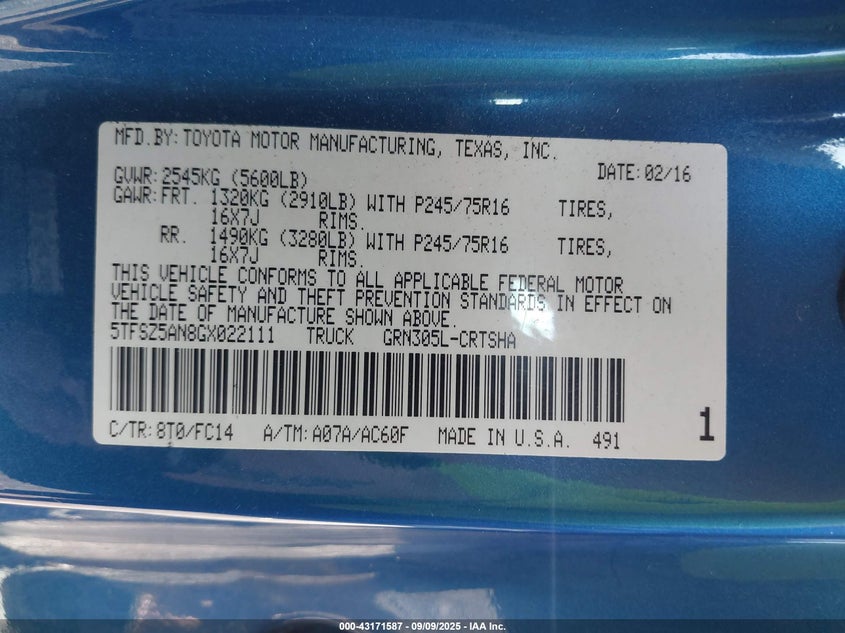 MFD.BY:TOYOTA MOTOR MANUFACTURING, TEXAS, INC.
DATE:02/16
GVWR:2545KG (5600LB)
GAWR:FRT. 1320KG (2910LB) WITH P245/75R16 TIRES,
16X7J RIMS.
RR. 1490KG (3280LB) WITH P245/75R16 TIRES,
16X7J RIMS.
THIS VEHICLE CONFORMS TO ALL APPLICABLE FEDERAL MOTOR
VEHICLE SAFETY AND THEFT PREVENTION STANDARDS IN EFFECT ON
THE DATE OF MANUFACTURE SHOWN ABOVE.
5TFSZ5AN8GX022111 TRUCK GRN305L-CRTSHA
C/TR:8T0/FC14 A/TM:A07A/AC60F MADE IN U.S.A. 491
1
000-43171587 - 09/09/2025 - IAA Inc.